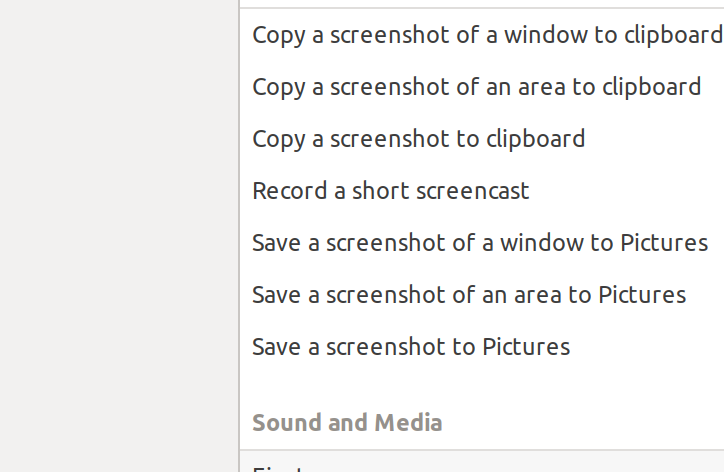 Copy a screenshot of a window to clipboard
Copy a screenshot of an area to clipboard
Copy a screenshot to clipboard
Record a short screencast
Save a screenshot of a window to Pictures
Save a screenshot of an area to Pictures
Save a screenshot to Pictures
Sound and Media